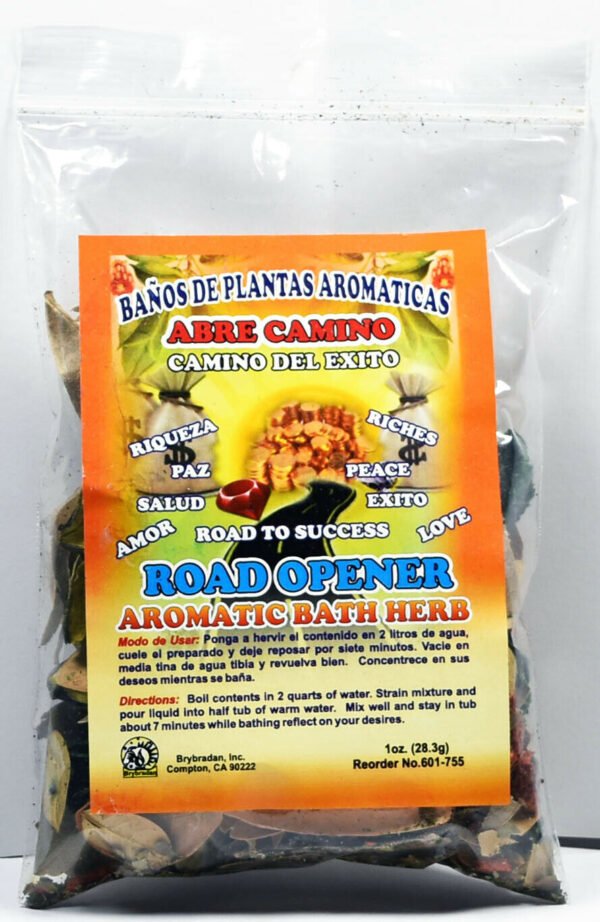 BAÑOS DE PLANTAS AROMATICAS
ABRE CAMINO
CAMINO DEL EXITO
RIQUEZA
RICHES
PAZ
PEACE
SALUD
EXITO
AMOR
ROAD TO SUCCESS
LOVE
ROAD OPENER
AROMATIC BATH HERB
Modo de Usar: Ponga a hervir el contenido en 2 litros de agua,
cuele el preparado y deje reposar por siete minutos. Vacie en
media tina de agua tibia y revuelva bien. Concentrece en sus
deseos mientras se baña.
Directions: Boil contents in 2 quarts of water. Strain mixture and
pour liquid into half tub of warm water. Mix well and stay in tub
about 7 minutes while bathing reflect on your desires.
Brybradan
Brybradan, Inc.
Compton, CA 90222
1oz. (28.3g)
Reorder No.601-755